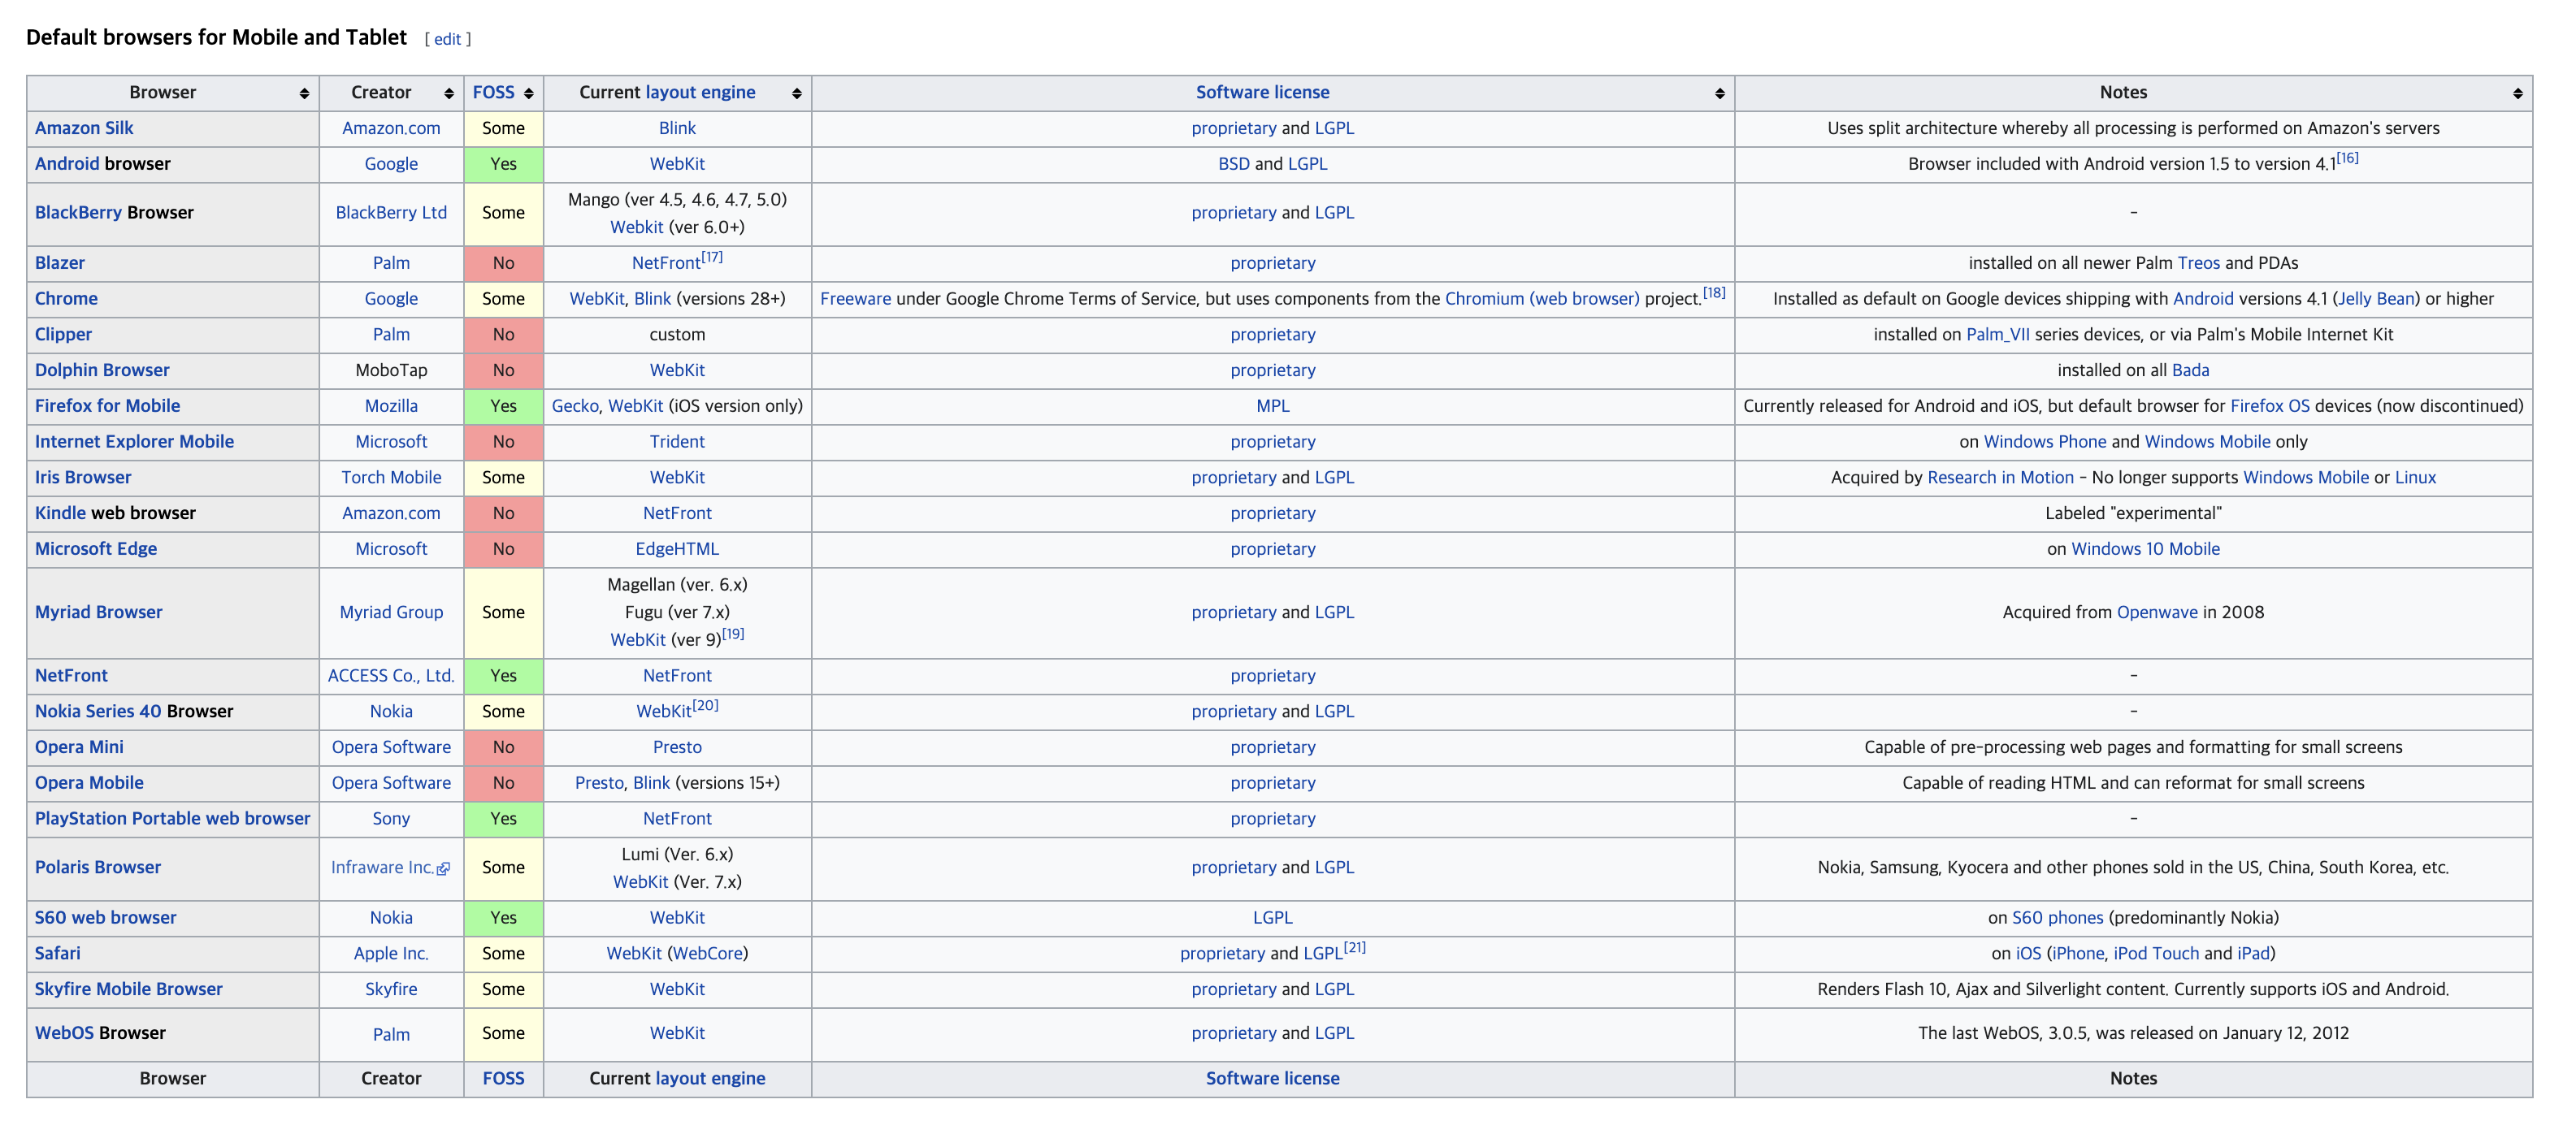 Default browsers for Mobile and Tablet [ edit ]
Browser Creator FOSS Current layout engine Software license Notes
Amazon Silk Amazon.com Some Blink proprietary and LGPL Uses split architecture whereby all processing is performed on Amazon's servers
Android browser Google Yes WebKit BSD and LGPL Browser included with Android version 1.5 to version 4.1[16]
BlackBerry Browser BlackBerry Ltd Some Mango (ver 4.5, 4.6, 4.7, 5.0)
Webkit (ver 6.0+) proprietary and LGPL –
Blazer Palm No NetFront[17] proprietary installed on all newer Palm Treos and PDAs
Chrome Google Some WebKit, Blink (versions 28+) Freeware under Google Chrome Terms of Service, but uses components from the Chromium (web browser) project.[18] Installed as default on Google devices shipping with Android versions 4.1 (Jelly Bean) or higher
Clipper Palm No custom proprietary installed on Palm_VII series devices, or via Palm's Mobile Internet Kit
Dolphin Browser MoboTap No WebKit proprietary installed on all Bada
Firefox for Mobile Mozilla Yes Gecko, WebKit (iOS version only) MPL Currently released for Android and iOS, but default browser for Firefox OS devices (now discontinued)
Internet Explorer Mobile Microsoft No Trident proprietary on Windows Phone and Windows Mobile only
Iris Browser Torch Mobile Some WebKit proprietary and LGPL Acquired by Research in Motion – No longer supports Windows Mobile or Linux
Kindle web browser Amazon.com No NetFront proprietary Labeled "experimental"
Microsoft Edge Microsoft No EdgeHTML proprietary on Windows 10 Mobile
Myriad Browser Myriad Group Some Magellan (ver. 6.x)
Fugu (ver 7.x)
WebKit (ver 9)[19] proprietary and LGPL Acquired from Openwave in 2008
NetFront ACCESS Co., Ltd. Yes NetFront proprietary –
Nokia Series 40 Browser Nokia Some WebKit[20] proprietary and LGPL –
Opera Mini Opera Software No Presto proprietary Capable of pre-processing web pages and formatting for small screens
Opera Mobile Opera Software No Presto, Blink (versions 15+) proprietary Capable of reading HTML and can reformat for small screens
PlayStation Portable web browser Sony Yes NetFront proprietary –
Polaris Browser Infraware Inc. Some Lumi (Ver. 6.x)
WebKit (Ver. 7.x) proprietary and LGPL Nokia, Samsung, Kyocera and other phones sold in the US, China, South Korea, etc.
S60 web browser Nokia Yes WebKit LGPL on S60 phones (predominantly Nokia)
Safari Apple Inc. Some WebKit (WebCore) proprietary and LGPL[21] on iOS (iPhone, iPod Touch and iPad)
Skyfire Mobile Browser Skyfire Some WebKit proprietary and LGPL Renders Flash 10, Ajax and Silverlight content. Currently supports iOS and Android.
WebOS Browser Palm Some WebKit proprietary and LGPL The last WebOS, 3.0.5, was released on January 12, 2012
Browser Creator FOSS Current layout engine Software license Notes